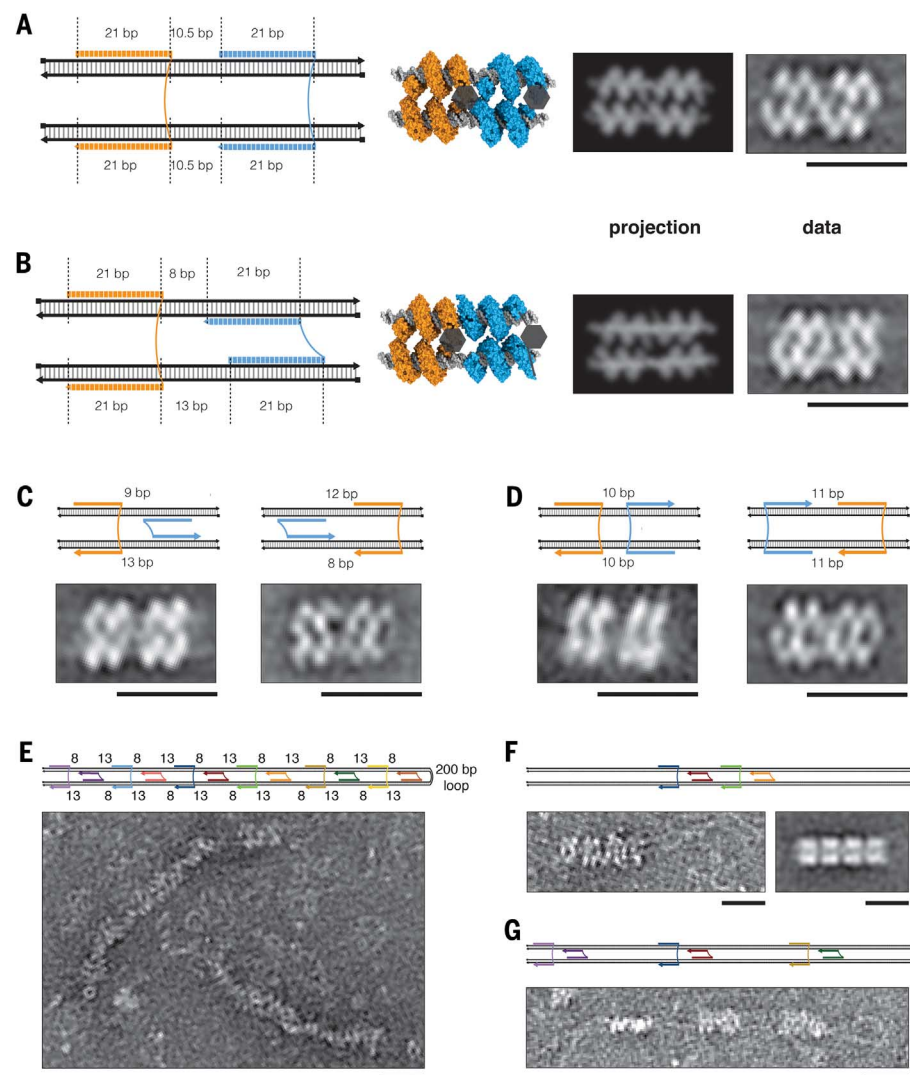 A
21 bp 10.5 bp 21 bp
21 bp 10.5 bp 21 bp
projection data
B
21 bp 8 bp 21 bp
21 bp 13 bp 21 bp
C
9 bp 12 bp
13 bp 8 bp
D
10 bp 11 bp
10 bp 11 bp
E
8 13 8 13 8 13 8 13 8 13 8
200 bp
loop
13 8 13 8 13 8 13 8 13 8 13
F
G